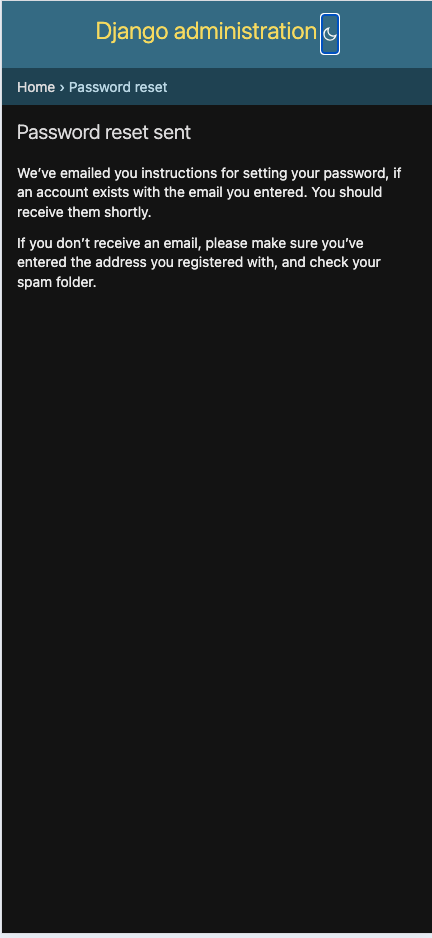 Django administration
Home › Password reset
Password reset sent
We’ve emailed you instructions for setting your password, if
an account exists with the email you entered. You should
receive them shortly.
If you don’t receive an email, please make sure you’ve
entered the address you registered with, and check your
spam folder.